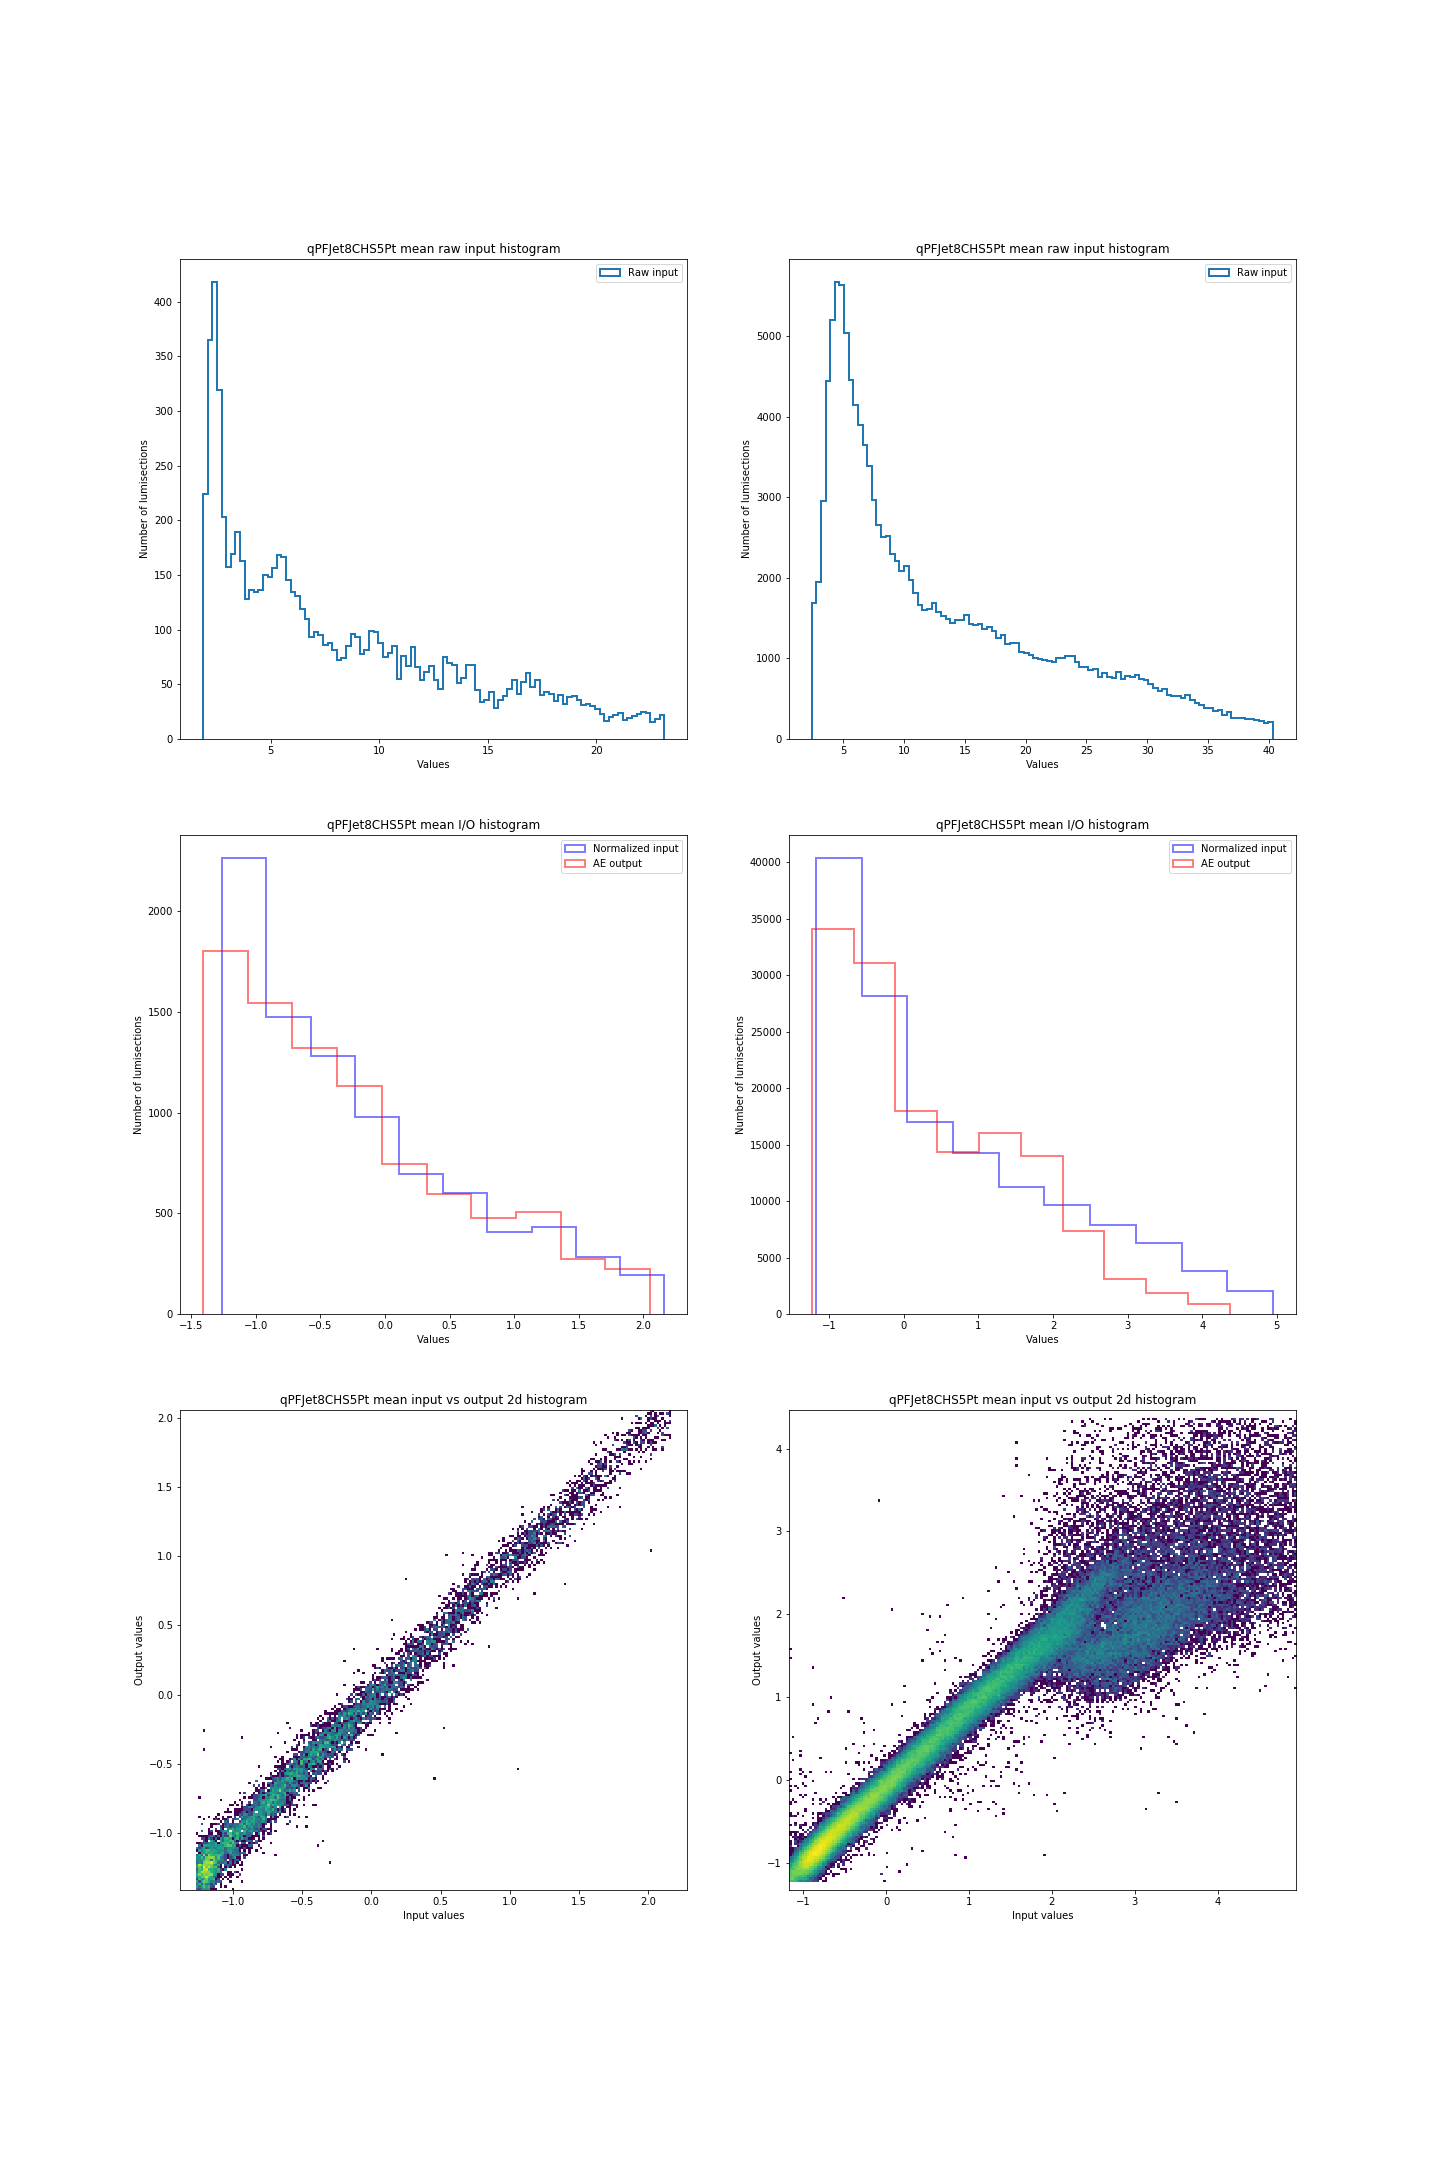 qPFJet8CHS5Pt mean raw input histogram
Raw input
400
350
300
250
200
150
100
50
0
Number of lumisections
5 10 15 20
Values
qPFJet8CHS5Pt mean raw input histogram
Raw input
5000
4000
3000
2000
1000
0
Number of lumisections
5 10 15 20 25 30 35 40
Values
qPFJet8CHS5Pt mean I/O histogram
Normalized input
AE output
2000
1500
1000
500
0
Number of lumisections
−1.5 −1.0 −0.5 0.0 0.5 1.0 1.5 2.0
Values
qPFJet8CHS5Pt mean I/O histogram
Normalized input
AE output
40000
35000
30000
25000
20000
15000
10000
5000
0
Number of lumisections
−1 0 1 2 3 4 5
Values
qPFJet8CHS5Pt mean input vs output 2d histogram
2.0
1.5
1.0
0.5
0.0
−0.5
−1.0
Output values
−1.0 −0.5 0.0 0.5 1.0 1.5 2.0
Input values
qPFJet8CHS5Pt mean input vs output 2d histogram
4
3
2
1
0
−1
Output values
−1 0 1 2 3 4
Input values